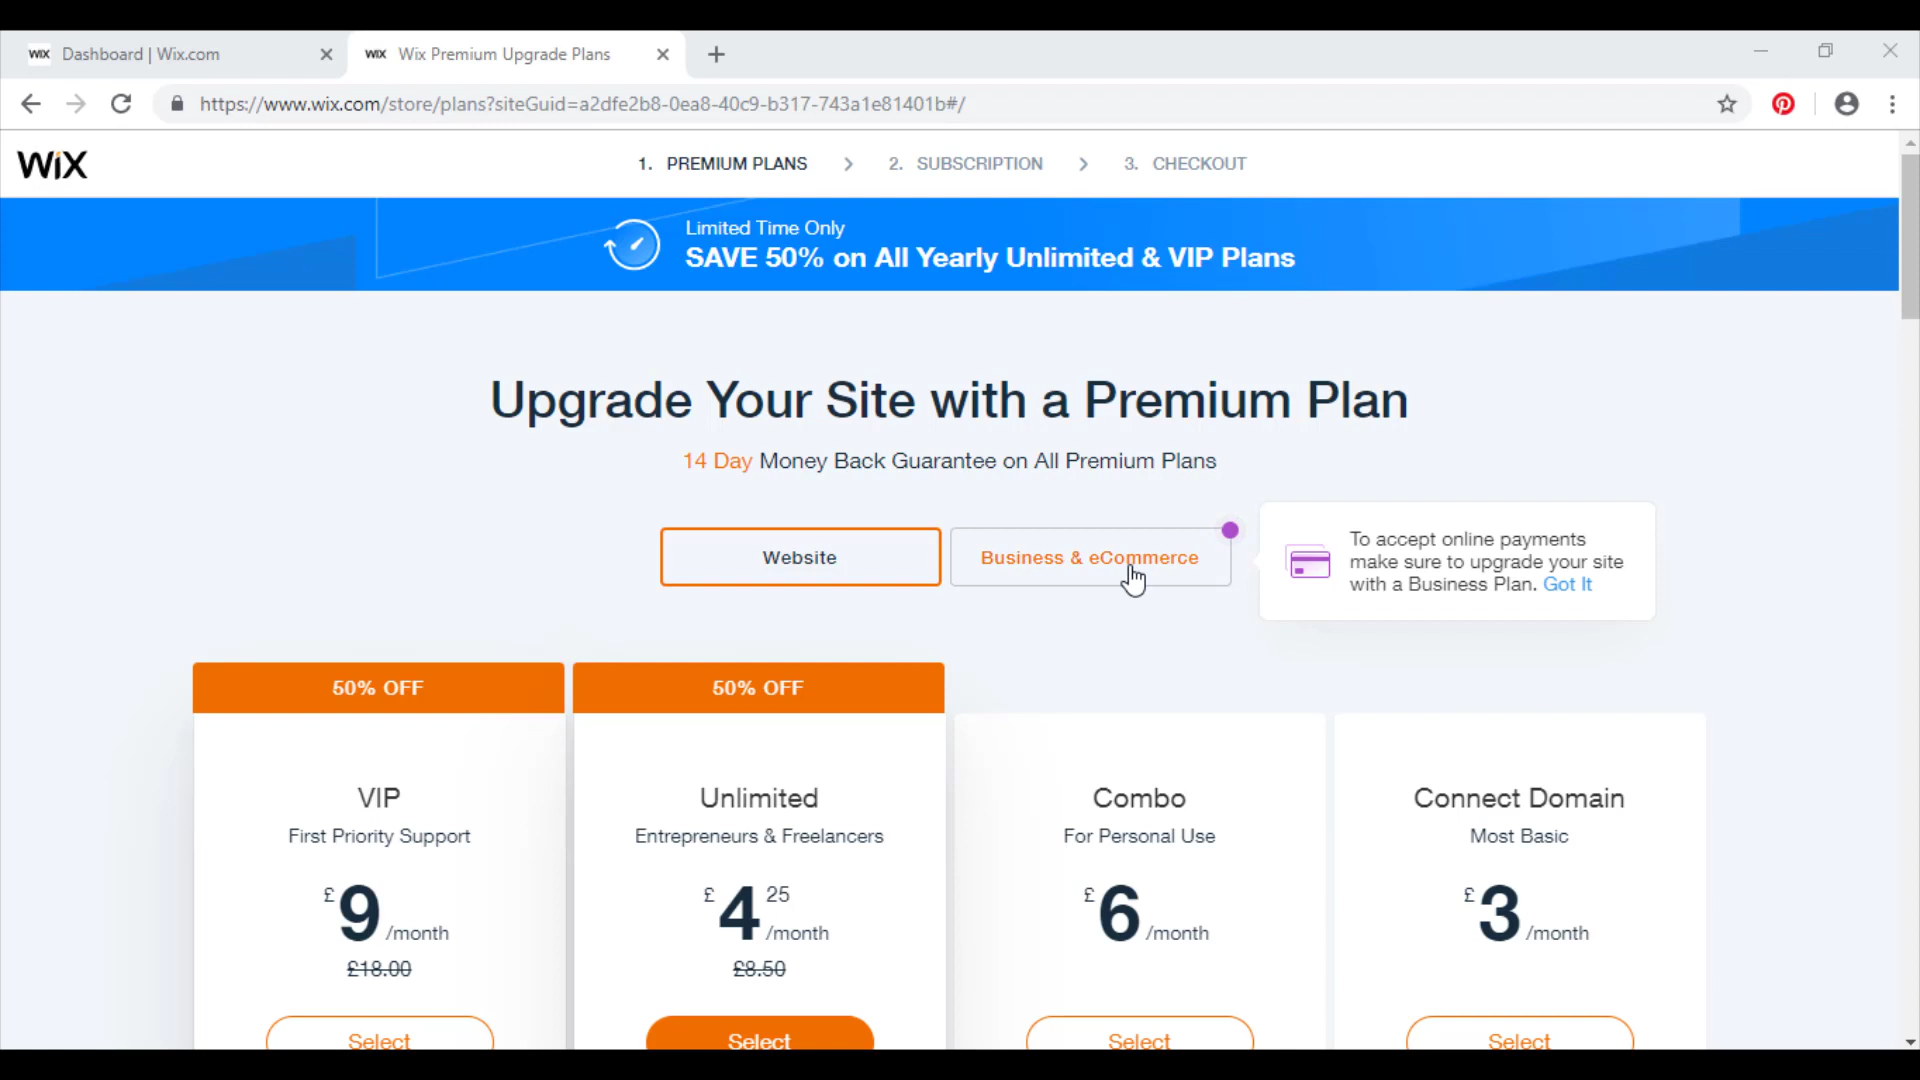 WIX Dashboard | Wix.com
WIX Wix Premium Upgrade Plans
https://www.wix.com/store/plans?siteGuid=a2dfe2b8-0ea8-40c9-b317-743a1e81401b#/
WiX
1. PREMIUM PLANS > 2. SUBSCRIPTION > 3. CHECKOUT
Limited Time Only
SAVE 50% on All Yearly Unlimited & VIP Plans
Upgrade Your Site with a Premium Plan
14 Day Money Back Guarantee on All Premium Plans
Website
Business & eCommerce
To accept online payments
make sure to upgrade your site
with a Business Plan. Got It
50% OFF
VIP
First Priority Support
£9 /month
£18.00
Select
50% OFF
Unlimited
Entrepreneurs & Freelancers
£4 25 /month
£8.50
Select
Combo
For Personal Use
£6 /month
Select
Connect Domain
Most Basic
£3 /month
Select